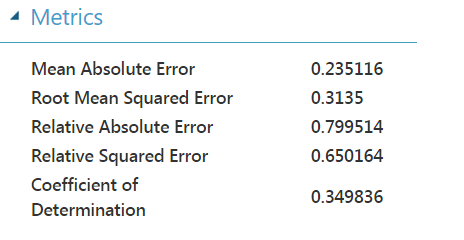 Metrics
Mean Absolute Error 0.235116
Root Mean Squared Error 0.3135
Relative Absolute Error 0.799514
Relative Squared Error 0.650164
Coefficient of
Determination 0.349836